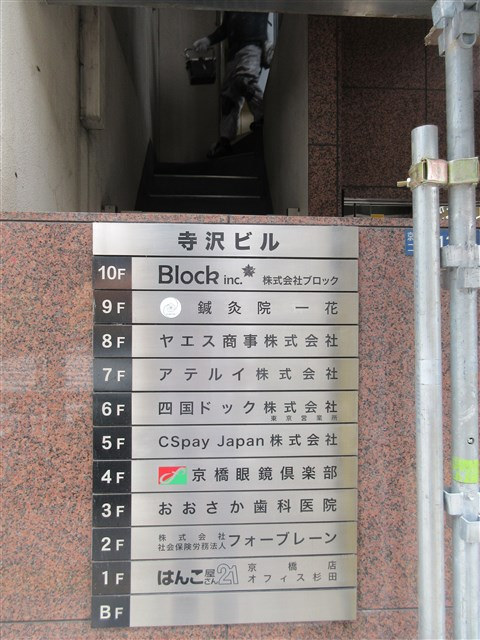 寺沢ビル
10F Block inc. 株式会社ブロック
9F 鍼灸院 一花
8F ヤエス商事株式会社
7F アテルイ株式会社
6F 四国ドック株式会社
東京営業所
5F CSpay Japan 株式会社
4F 京橋眼鏡倶楽部
3F おおさか歯科医院
2F 株式会社
社会保険労務法人 フォーブレーン
1F はんこ屋さん21 京橋店
オフィス杉田
BF